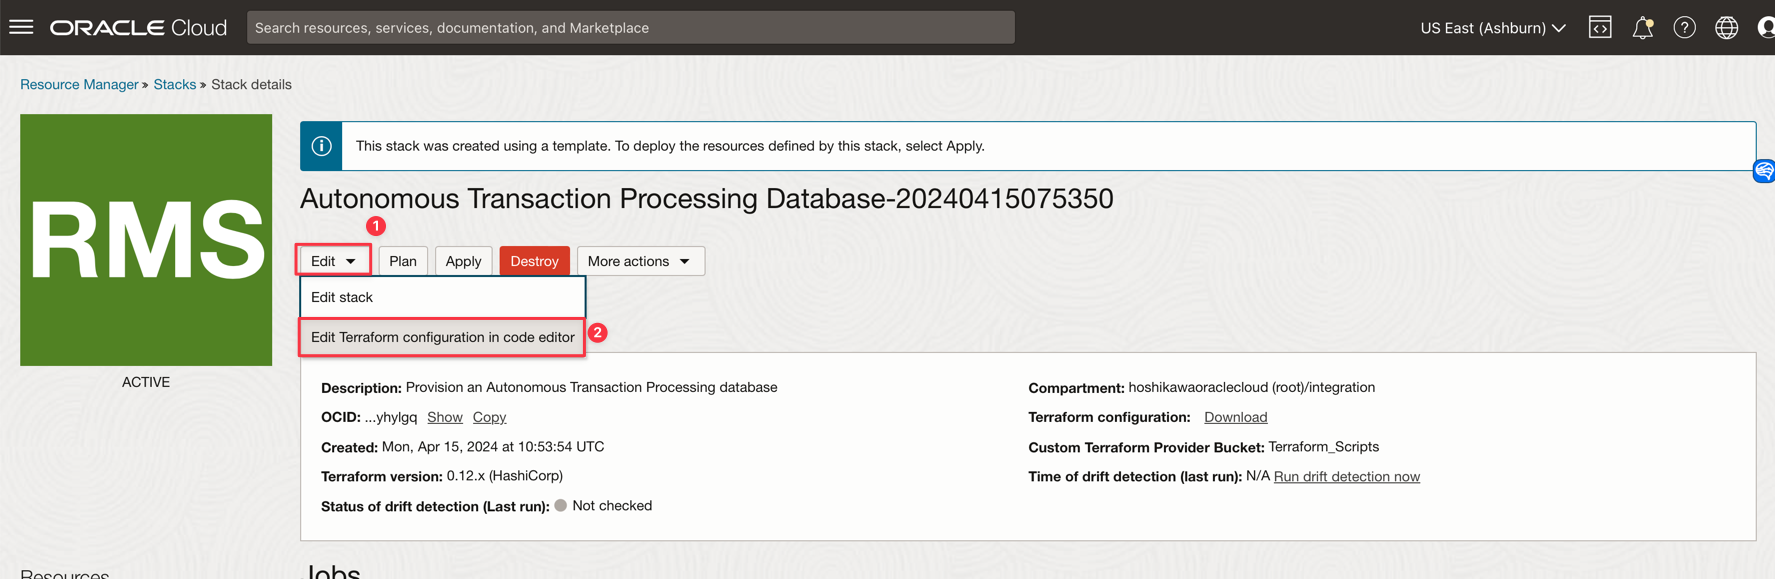 ORACLE Cloud
Search resources, services, documentation, and Marketplace
US East (Ashburn)
Resource Manager » Stacks » Stack details
RMS
ACTIVE
This stack was created using a template. To deploy the resources defined by this stack, select Apply.
Autonomous Transaction Processing Database-20240415075350
1
Edit Plan Apply Destroy More actions
Edit stack
Edit Terraform configuration in code editor 2
Description: Provision an Autonomous Transaction Processing database
OCID: ...yhylgq Show Copy
Created: Mon, Apr 15, 2024 at 10:53:54 UTC
Terraform version: 0.12.x (HashiCorp)
Status of drift detection (Last run): Not checked
Compartment: hoshikawaoraclecloud (root)/integration
Terraform configuration: Download
Custom Terraform Provider Bucket: Terraform_Scripts
Time of drift detection (last run): N/A Run drift detection now
Resources
Jobs